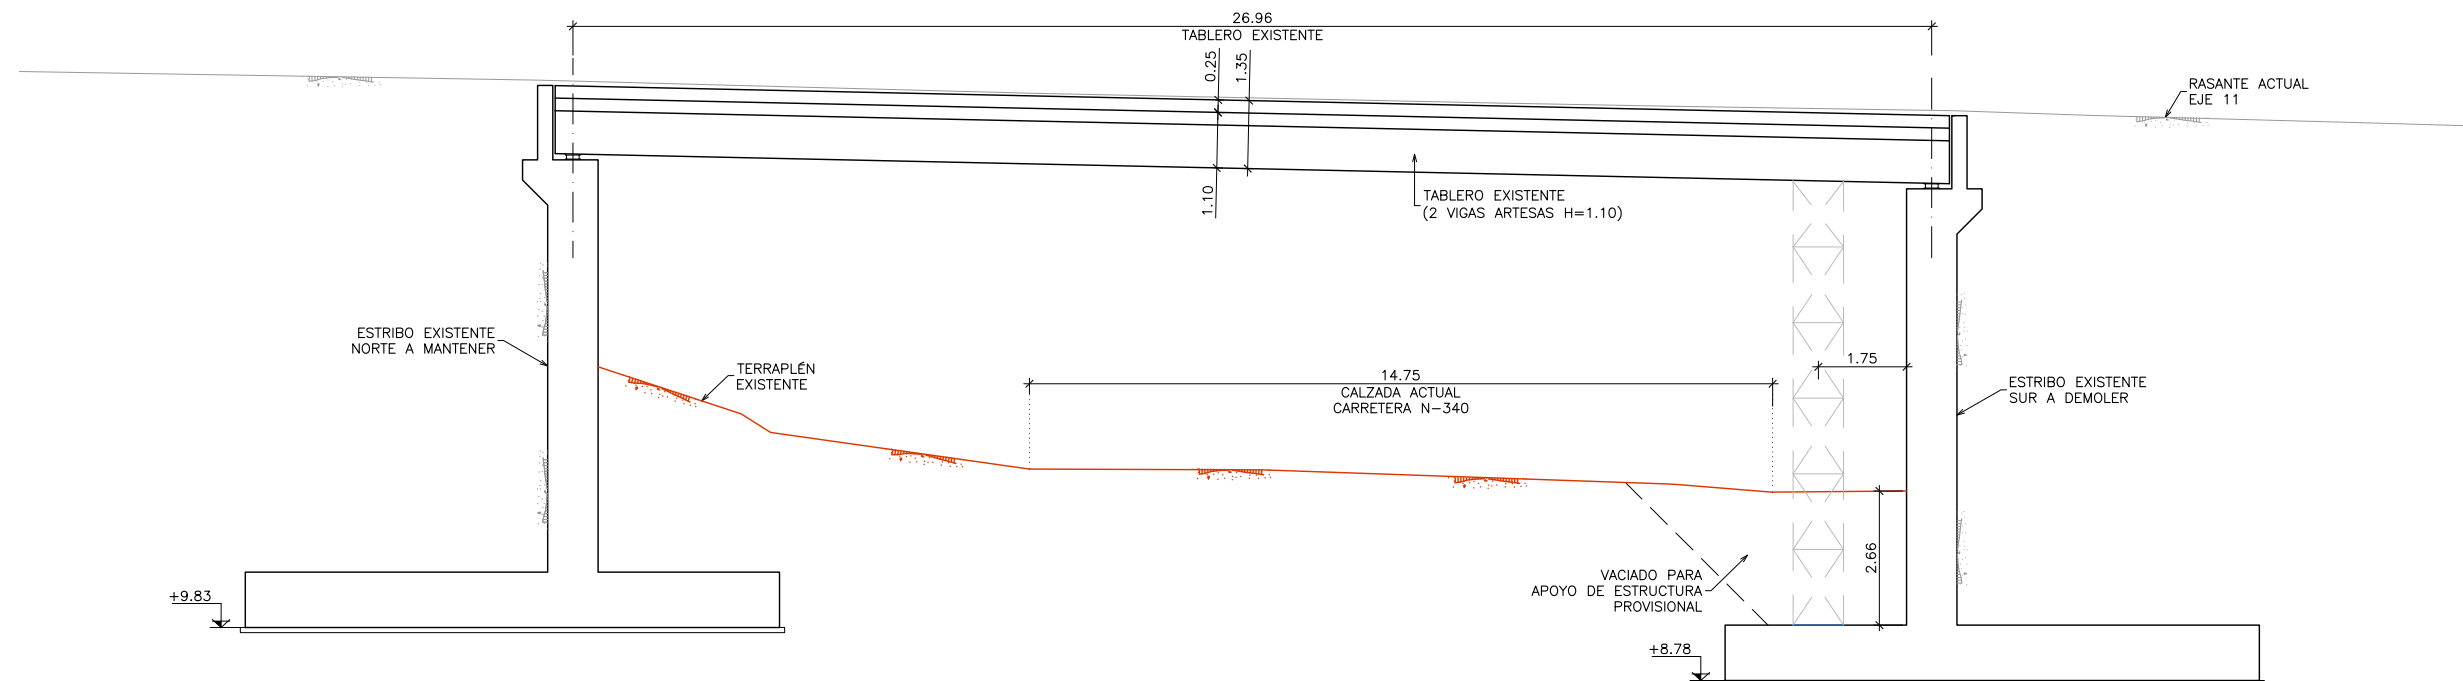 26.96
TABLERO EXISTENTE
0.25
1.35
RASANTE ACTUAL
EJE 11
1.10
TABLERO EXISTENTE
(2 VIGAS ARTESAS H=1.10)
ESTRIBO EXISTENTE
NORTE A MANTENER
TERRAPLÉN
EXISTENTE
14.75
CALZADA ACTUAL
CARRETERA N-340
1.75
ESTRIBO EXISTENTE
SUR A DEMOLER
2.66
VACIADO PARA
APOYO DE ESTRUCTURA
PROVISIONAL
+9.83
+8.78